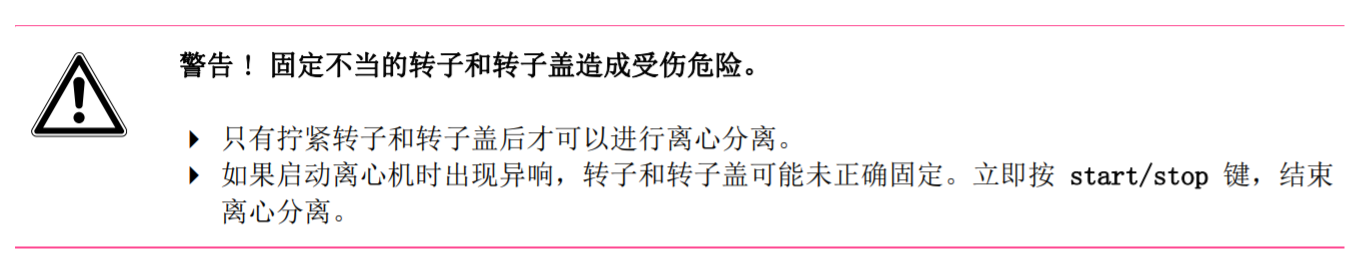 警告！ 固定不当的转子和转子盖造成受伤危险。
只有拧紧转子和转子盖后才可以进行离心分离。
如果启动离心机时出现异响，转子和转子盖可能未正确固定。立即按 start/stop 键，结束
离心分离。